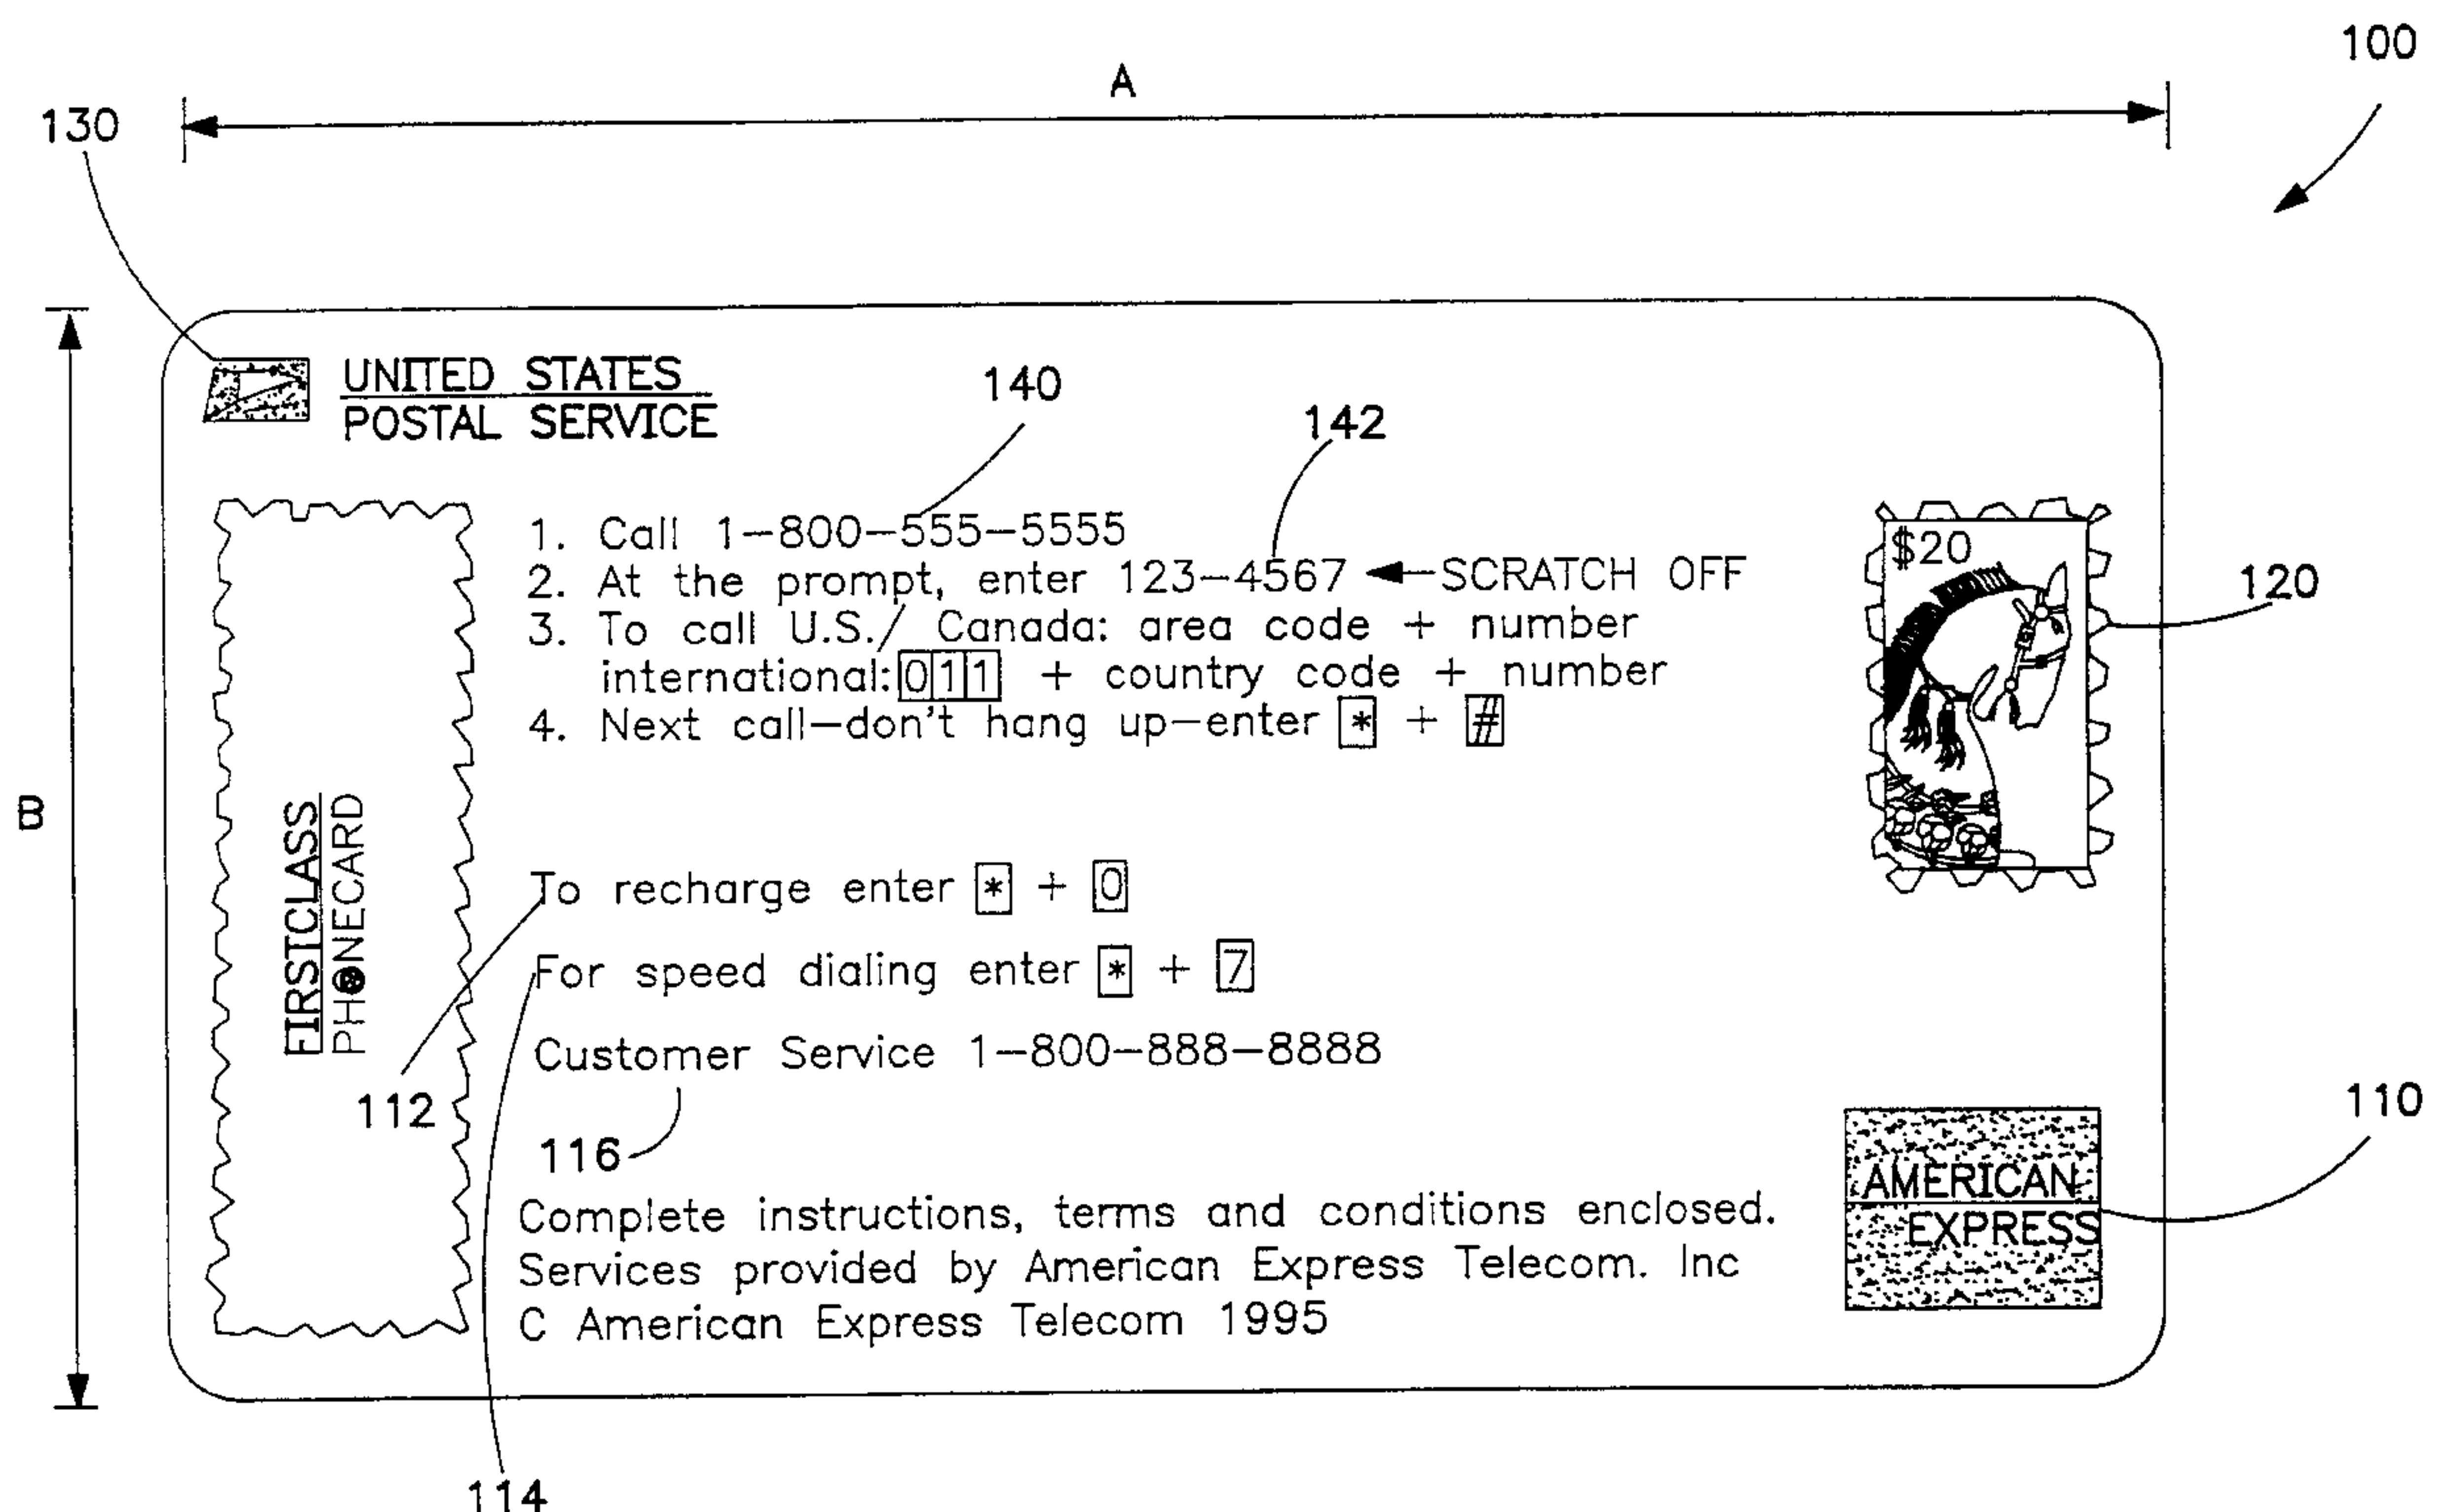 100
A
130
UNITED STATES
POSTAL SERVICE
140
142
1. Call 1-800-555-5555
2. At the prompt, enter 123-4567 ←SCRATCH OFF
3. To call U.S./ Canada: area code + number
international: 011 + country code + number
4. Next call-don't hang up-enter * + #
$20
120
B
FIRSTCLASS
PHONECARD
To recharge enter * + 0
For speed dialing enter * + 7
Customer Service 1-800-888-8888
112
116
110
AMERICAN
EXPRESS
Complete instructions, terms and conditions enclosed.
Services provided by American Express Telecom. Inc
C American Express Telecom 1995
114